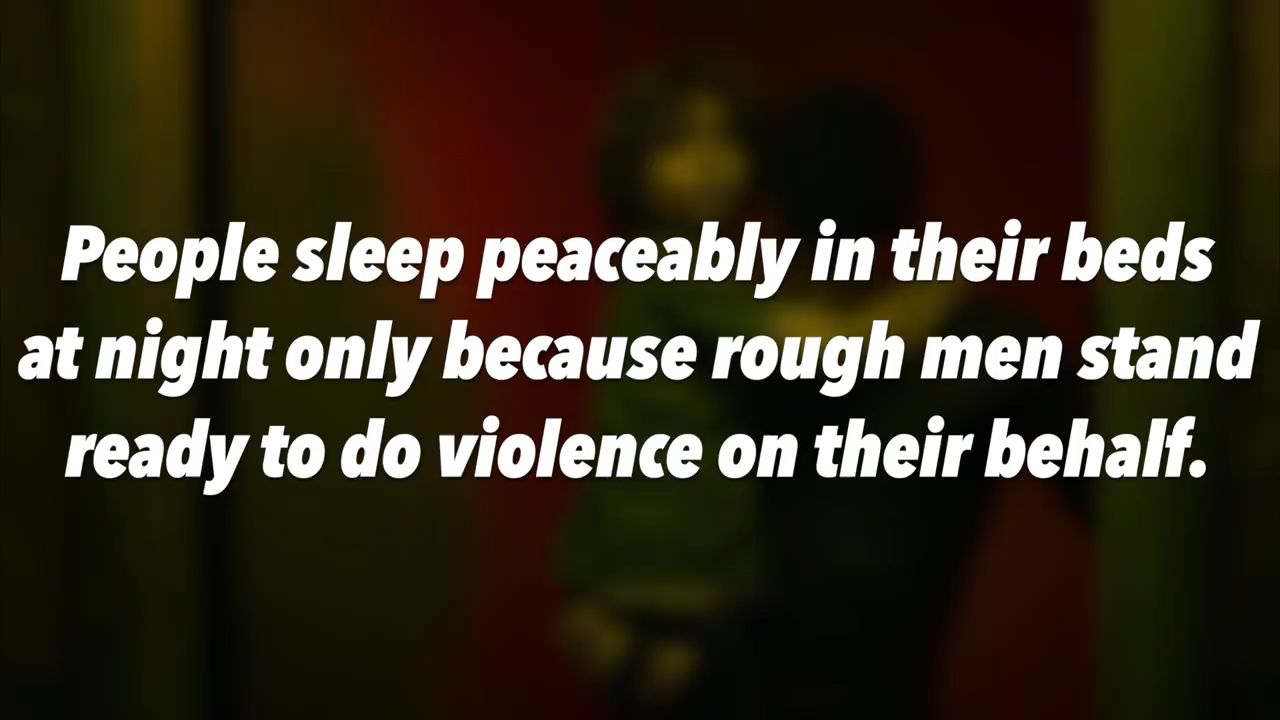 People sleep peaceably in their beds
at night only because rough men stand
ready to do violence on their behalf.